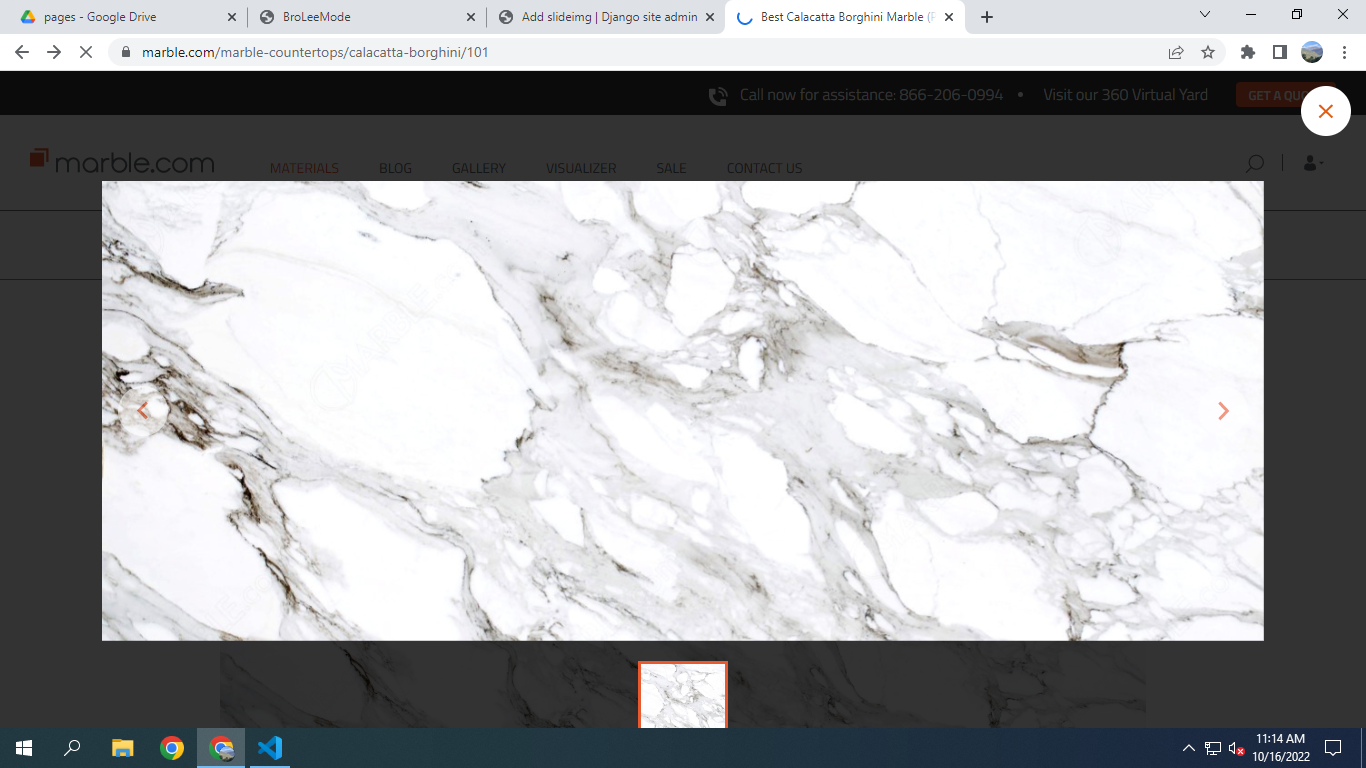 pages - Google Drive
BroLeeMode
Add slideimg | Django site admin
Best Calacatta Borghini Marble (
marble.com/marble-countertops/calacatta-borghini/101
Call now for assistance: 866-206-0994 • Visit our 360 Virtual Yard
GET A QUO
marble.com
MATERIALS
BLOG
GALLERY
VISUALIZER
SALE
CONTACT US
11:14 AM
10/16/2022